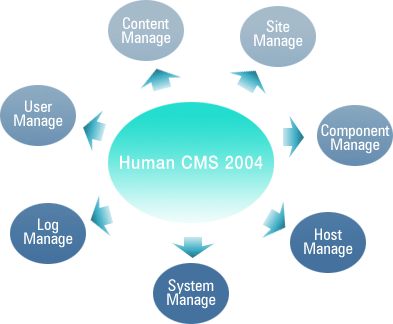 Content
Manage
Site
Manage
User
Manage
Component
Manage
Human CMS 2004
Log
Manage
Host
Manage
System
Manage